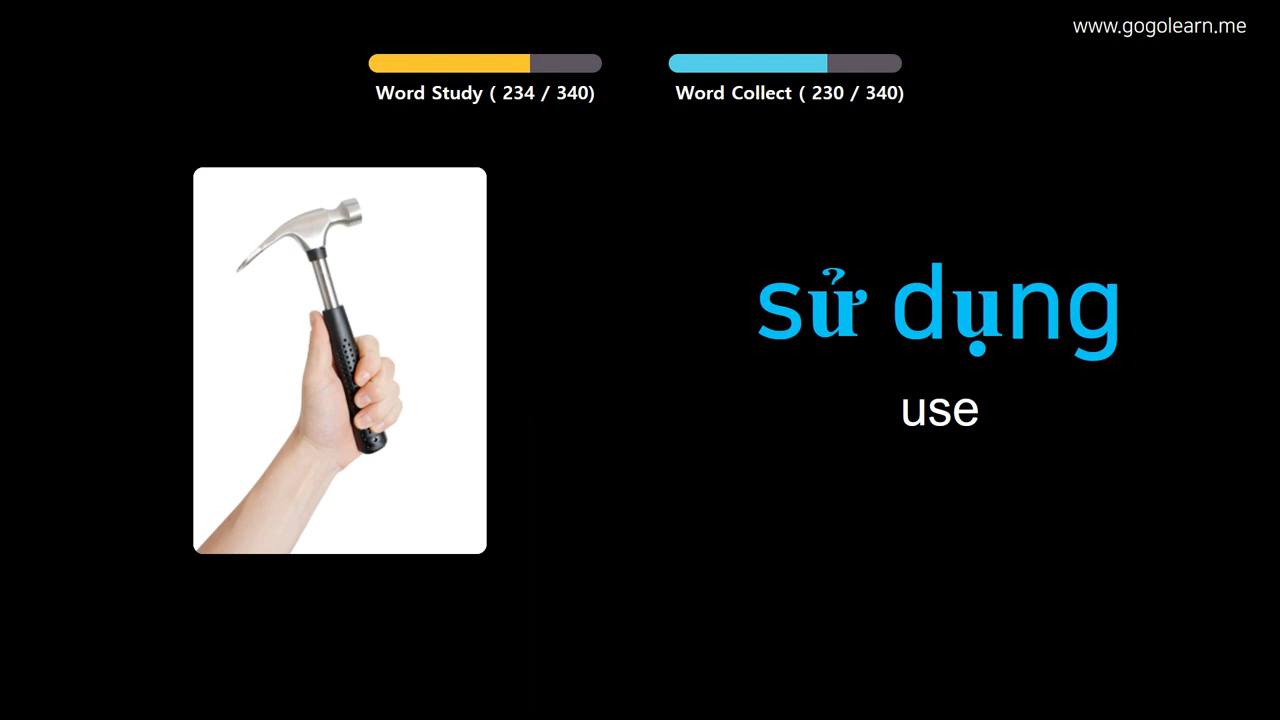 www.gogolearn.me
Word Study ( 234 / 340)
Word Collect ( 230 / 340)
sử dụng
use